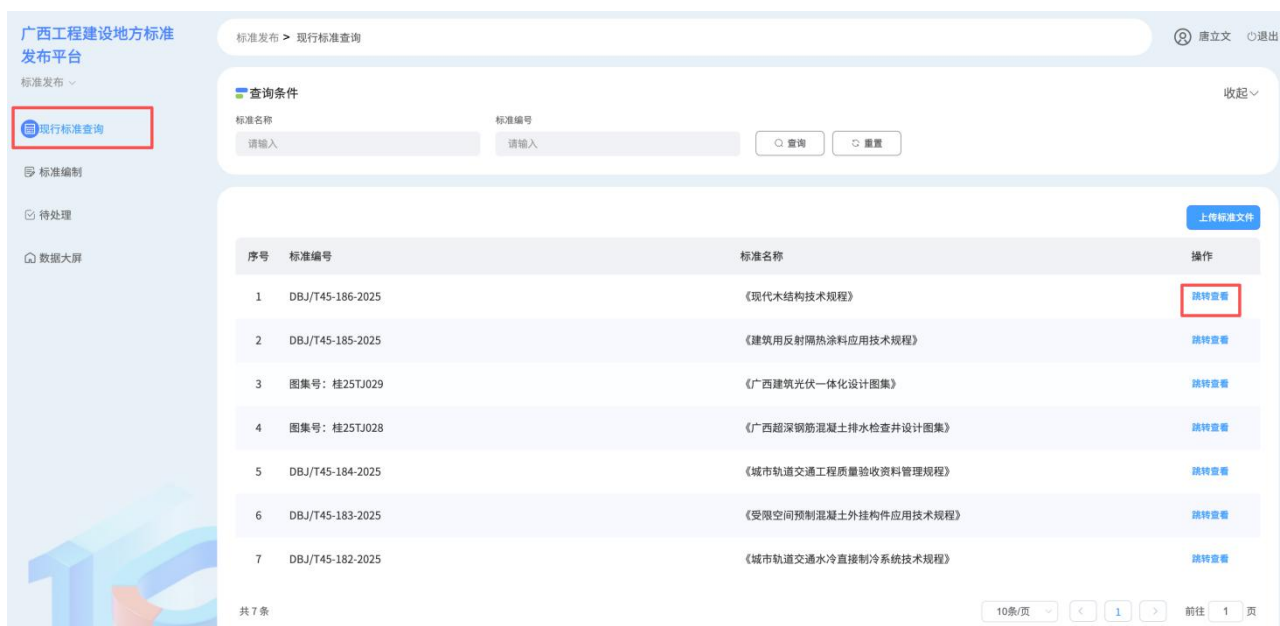 广西工程建设地方标准
发布平台
标准发布
现行标准查询
标准编制
待处理
数据大屏
标准发布 > 现行标准查询
唐立文 退出
查询条件 收起
标准名称 标准编号
请输入 请输入 查询 重置
上传标准文件
序号 标准编号 标准名称 操作
1 DBJ/T45-186-2025 《现代木结构技术规程》 跳转查看
2 DBJ/T45-185-2025 《建筑用反射隔热涂料应用技术规程》 跳转查看
3 图集号：桂25TJ029 《广西建筑光伏一体化设计图集》 跳转查看
4 图集号：桂25TJ028 《广西超深钢筋混凝土排水检查井设计图集》 跳转查看
5 DBJ/T45-184-2025 《城市轨道交通工程质量验收资料管理规程》 跳转查看
6 DBJ/T45-183-2025 《受限空间预制混凝土外挂构件应用技术规程》 跳转查看
7 DBJ/T45-182-2025 《城市轨道交通水冷直接制冷系统技术规程》 跳转查看
共 7 条 10条/页 < 1 > 前往 1 页